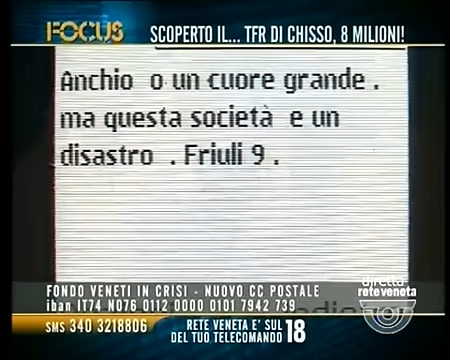 FOCUS
SCOPERTO IL... TFR DI CHISSO, 8 MILIONI!
Anchio o un cuore grande .
ma questa società e un
disastro . Friuli 9 .
FONDO VENETI IN CRISI - NUOVO CC POSTALE
iban IT74 N076 0112 0000 0101 7942 739
diretta
reteveneta
SMS 340 3218806
RETE VENETA E' SUL
DEL TUO TELECOMANDO 18